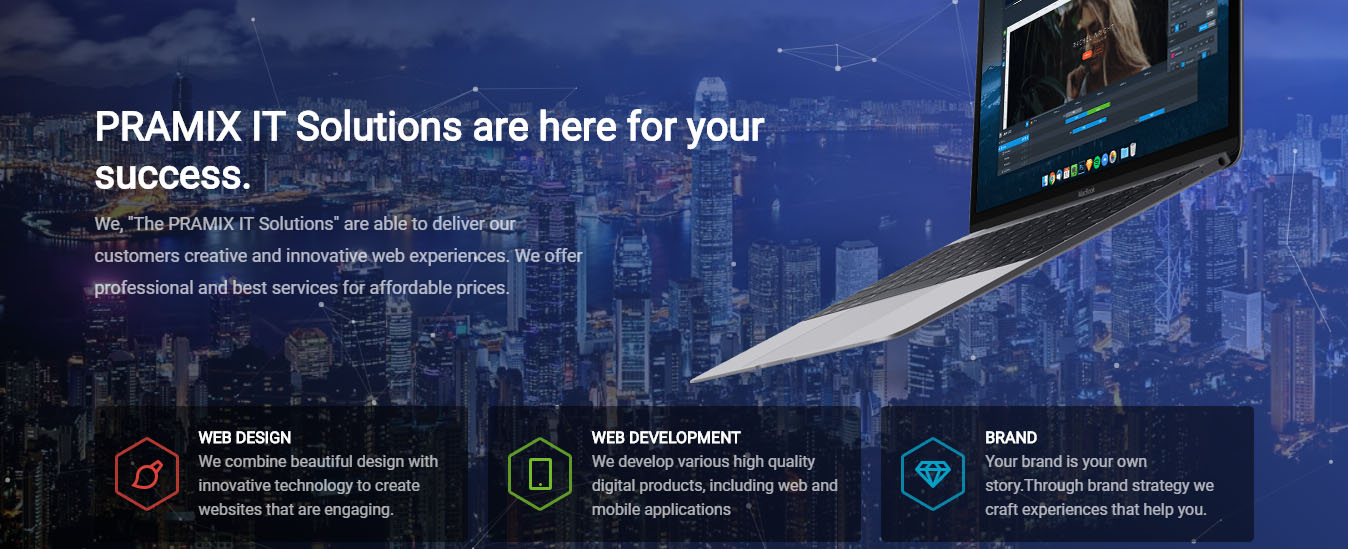 PRAMIX IT Solutions are here for your
success.
We, "The PRAMIX IT Solutions" are able to deliver our
customers creative and innovative web experiences. We offer
professional and best services for affordable prices.
WEB DESIGN
We combine beautiful design with
innovative technology to create
websites that are engaging.
WEB DEVELOPMENT
We develop various high quality
digital products, including web and
mobile applications
BRAND
Your brand is your own
story.Through brand strategy we
craft experiences that help you.
MacBook